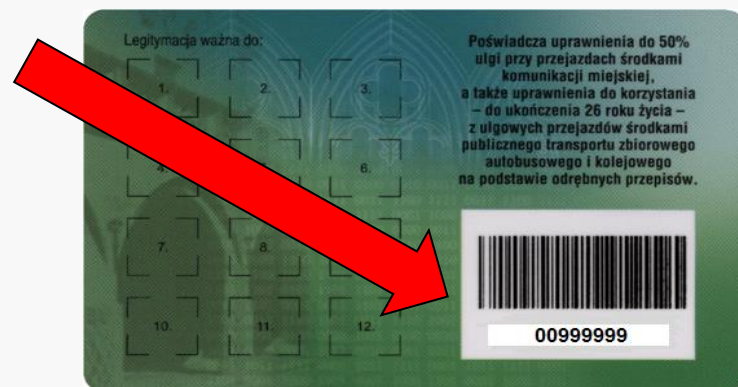 Legitymacja ważna do:
1. 2. 3.
4. 6.
7. 8.
10. 11. 12.
Poświadcza uprawnienia do 50%
ulgi przy przejazdach środkami
komunikacji miejskiej,
a także uprawnienia do korzystania
– do ukończenia 26 roku życia –
z ulgowych przejazdów środkami
publicznego transportu zbiorowego
autobusowego i kolejowego
na podstawie odrębnych przepisów.
00999999